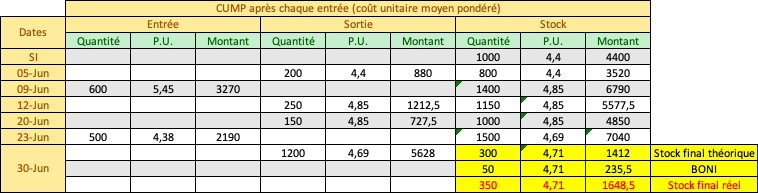 CUMP après chaque entrée (coût unitaire moyen pondéré)
Dates Entrée Sortie Stock
Quantité P.U. Montant Quantité P.U. Montant Quantité P.U. Montant
SI 1000 4,4 4400
05-Jun 200 4,4 880 800 4,4 3520
09-Jun 600 5,45 3270 1400 4,85 6790
12-Jun 250 4,85 1212,5 1150 4,85 5577,5
20-Jun 150 4,85 727,5 1000 4,85 4850
23-Jun 500 4,38 2190 1500 4,69 7040
30-Jun 1200 4,69 5628 300 4,71 1412 Stock final théorique
50 4,71 235,5 BONI
350 4,71 1648,5 Stock final réel